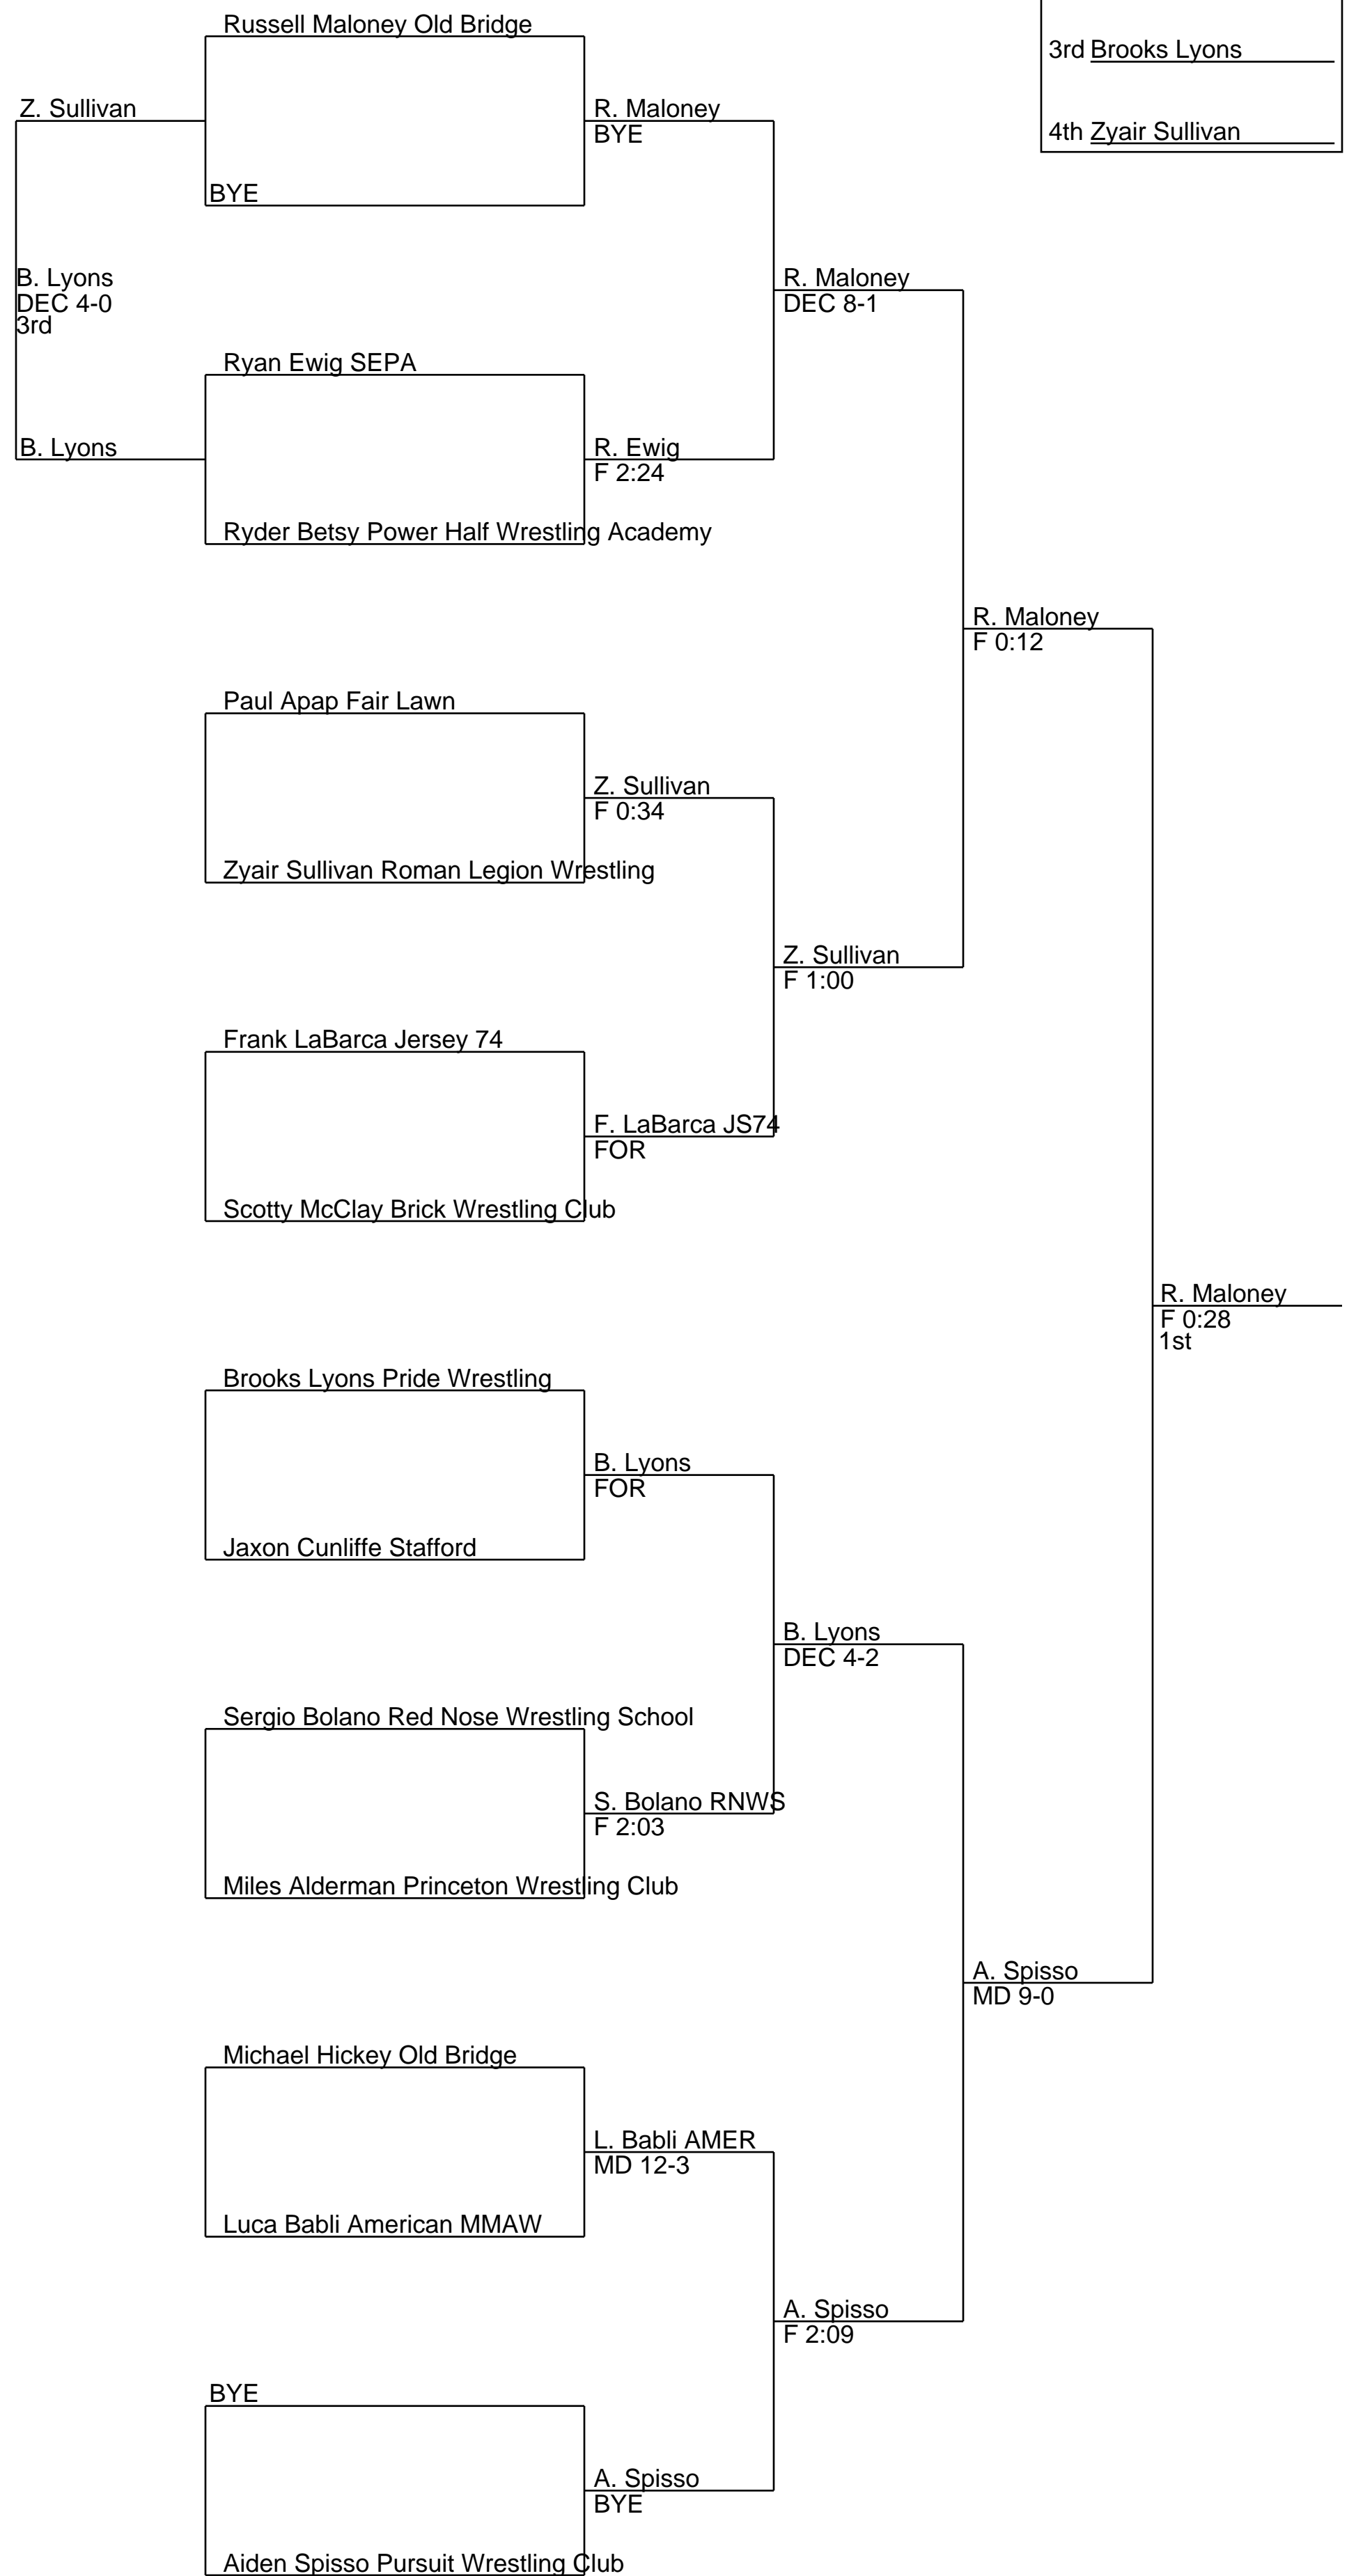 Russell Maloney Old Bridge
3rd Brooks Lyons
Z. Sullivan
R. Maloney
BYE
4th Zyair Sullivan
BYE
B. Lyons
DEC 4-0
3rd
R. Maloney
DEC 8-1
Ryan Ewig SEPA
B. Lyons
R. Ewig
F 2:24
Ryder Betsy Power Half Wrestling Academy
R. Maloney
F 0:12
Paul Apap Fair Lawn
Z. Sullivan
F 0:34
Zyair Sullivan Roman Legion Wrestling
Z. Sullivan
F 1:00
Frank LaBarca Jersey 74
F. LaBarca JS74
FOR
Scotty McClay Brick Wrestling Club
R. Maloney
F 0:28
1st
Brooks Lyons Pride Wrestling
B. Lyons
FOR
Jaxon Cunliffe Stafford
B. Lyons
DEC 4-2
Sergio Bolano Red Nose Wrestling School
S. Bolano RNWS
F 2:03
Miles Alderman Princeton Wrestling Club
A. Spisso
MD 9-0
Michael Hickey Old Bridge
L. Babli AMER
MD 12-3
Luca Babli American MMAW
A. Spisso
F 2:09
BYE
A. Spisso
BYE
Aiden Spisso Pursuit Wrestling Club